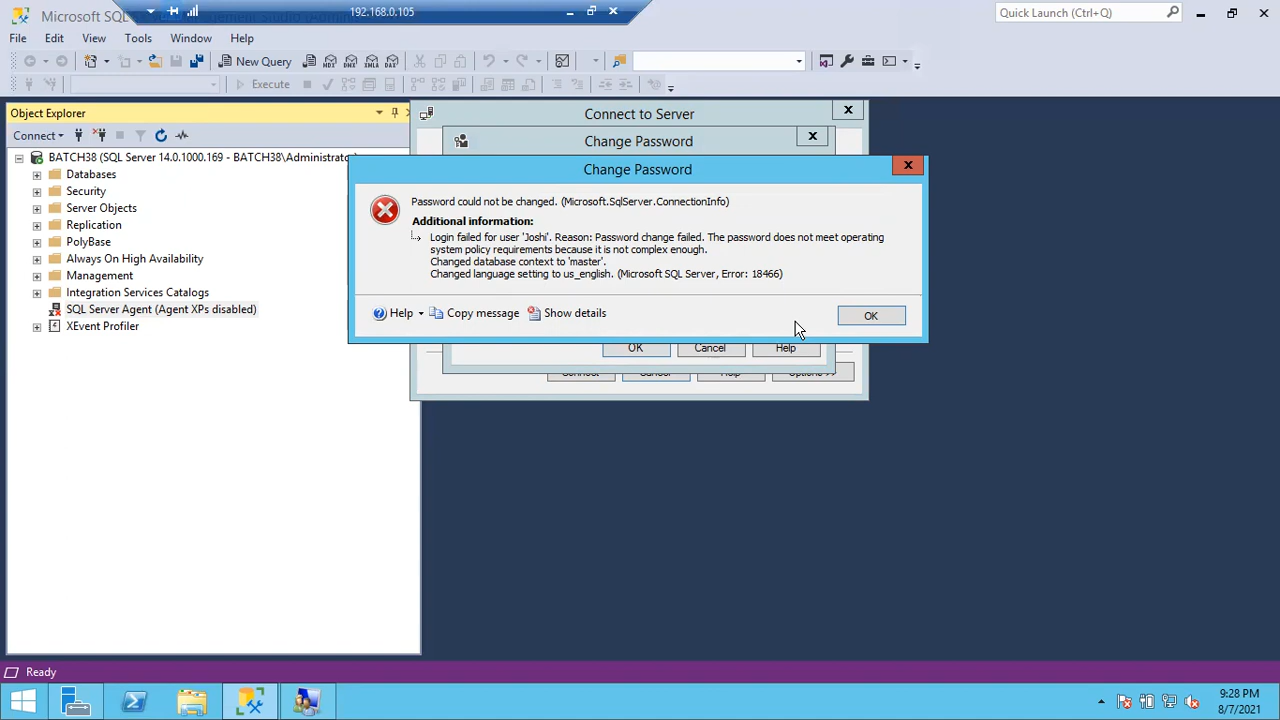 Microsoft SQL
192.168.0.105
Quick Launch (Ctrl+Q)
File Edit View Tools Window Help
New Query
Execute
Object Explorer
Connect
BATCH38 (SQL Server 14.0.1000.169 - BATCH38\Administrato
Databases
Security
Server Objects
Replication
PolyBase
Always On High Availability
Management
Integration Services Catalogs
SQL Server Agent (Agent XPs disabled)
XEvent Profiler
Connect to Server
Change Password
Change Password
Password could not be changed. (Microsoft.SqlServer.ConnectionInfo)
Additional information:
Login failed for user 'Joshi'. Reason: Password change failed. The password does not meet operating
system policy requirements because it is not complex enough.
Changed database context to 'master'.
Changed language setting to us_english. (Microsoft SQL Server, Error: 18466)
Help Copy message Show details OK
OK Cancel Help
Connect Cancel Help Options >>
Ready
9:28 PM
8/7/2021